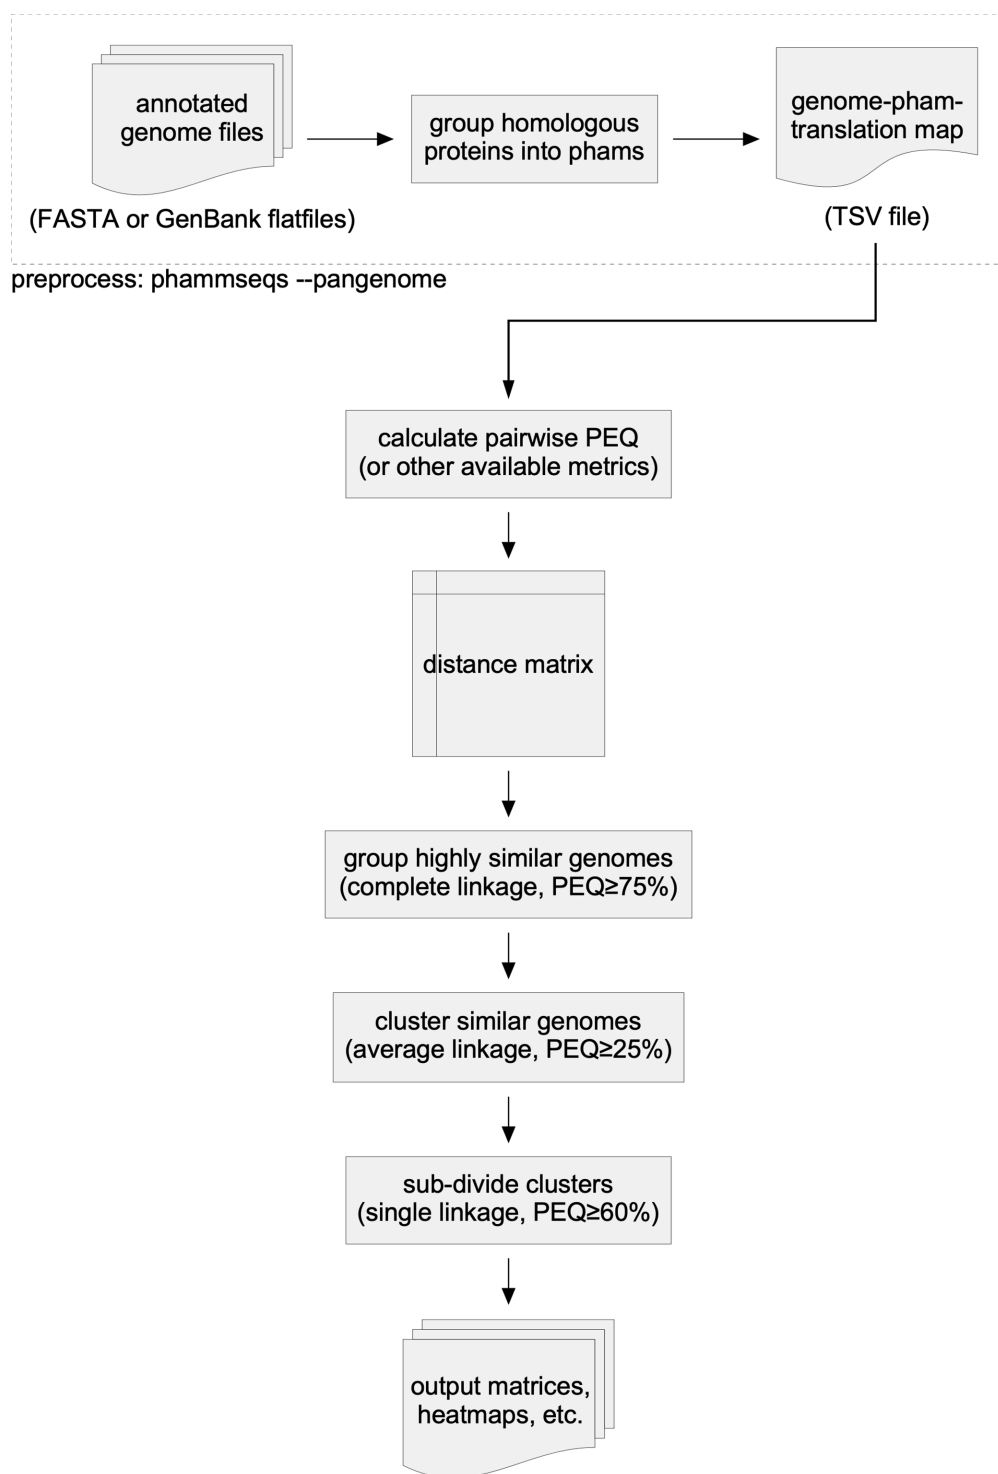 annotated
genome files
group homologous
proteins into phams
genome-pham-
translation map
(FASTA or GenBank flatfiles)
(TSV file)
preprocess: phammseqs --pangenome
calculate pairwise PEQ
(or other available metrics)
distance matrix
group highly similar genomes
(complete linkage, PEQ≥75%)
cluster similar genomes
(average linkage, PEQ≥25%)
sub-divide clusters
(single linkage, PEQ≥60%)
output matrices,
heatmaps, etc.